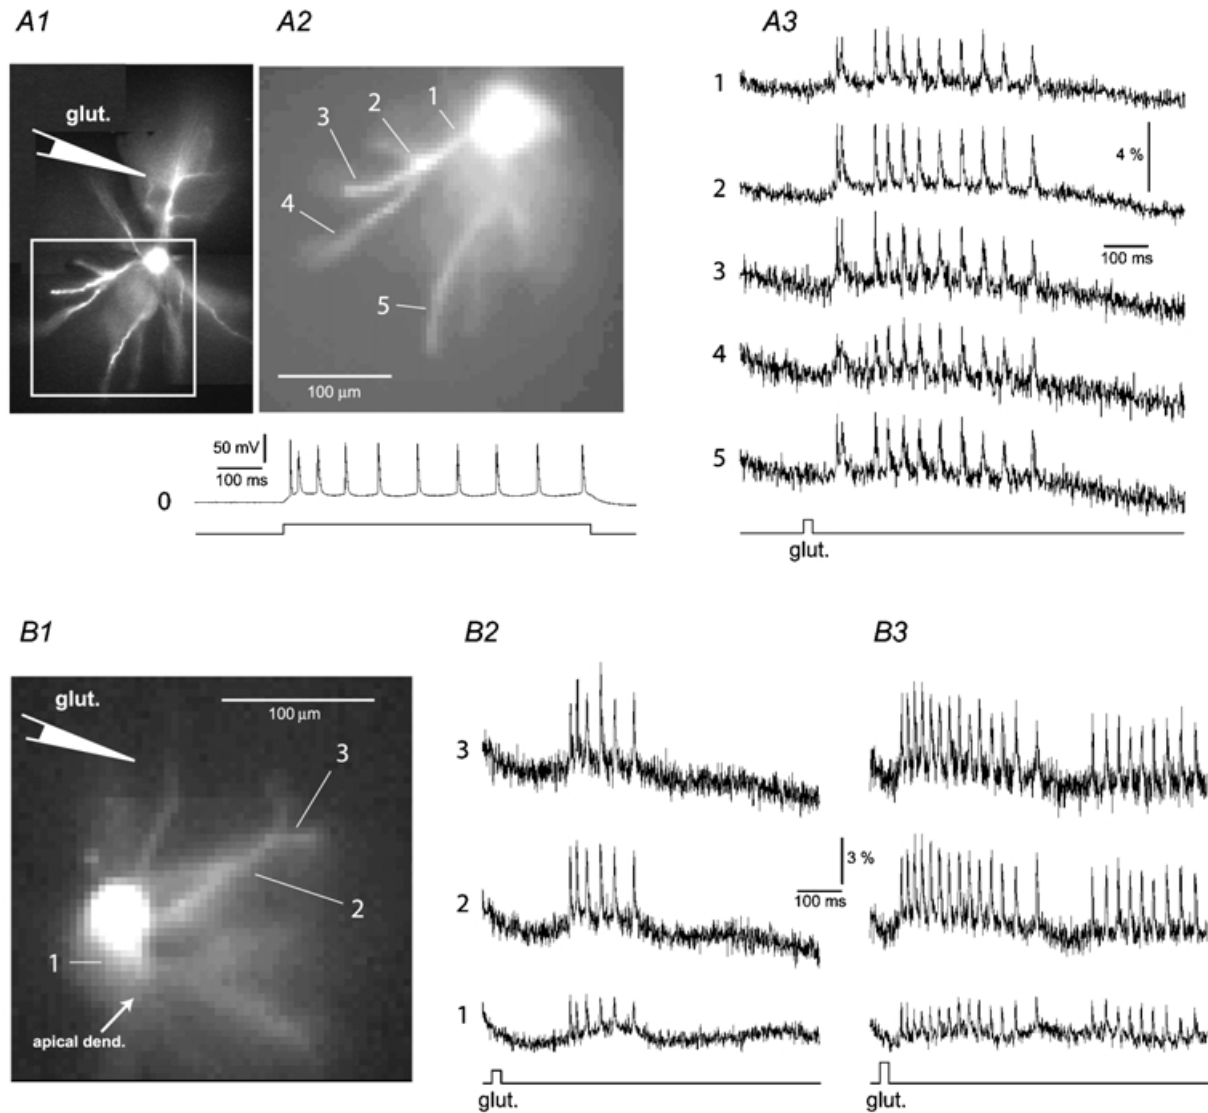 A1
A2
A3
glut.
1
2
3
4
5
100 µm
50 mV
100 ms
0
1
2
3
4
5
4 %
100 ms
glut.
B1
B2
B3
glut.
100 µm
3
2
1
apical dend.
3
2
1
3 %
100 ms
glut.
glut.